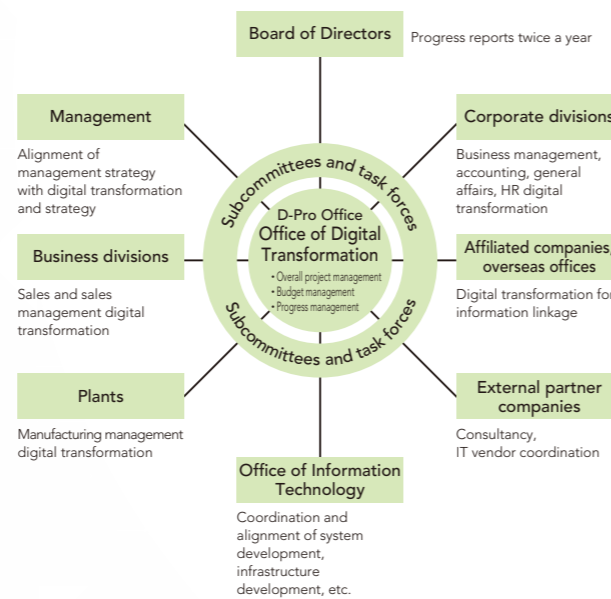 Board of Directors
Progress reports twice a year
Management
Alignment of
management strategy
with digital transformation
and strategy
Corporate divisions
Business management,
accounting, general
affairs, HR digital
transformation
Subcommittees and task forces
D-Pro Office
Office of Digital
Transformation
• Overall project management
• Budget management
• Progress management
Subcommittees and task forces
Business divisions
Sales and sales
management digital
transformation
Affiliated companies,
overseas offices
Digital transformation for
information linkage
Plants
Manufacturing management
digital transformation
External partner
companies
Consultancy,
IT vendor coordination
Office of Information
Technology
Coordination and
alignment of system
development,
infrastructure
development, etc.